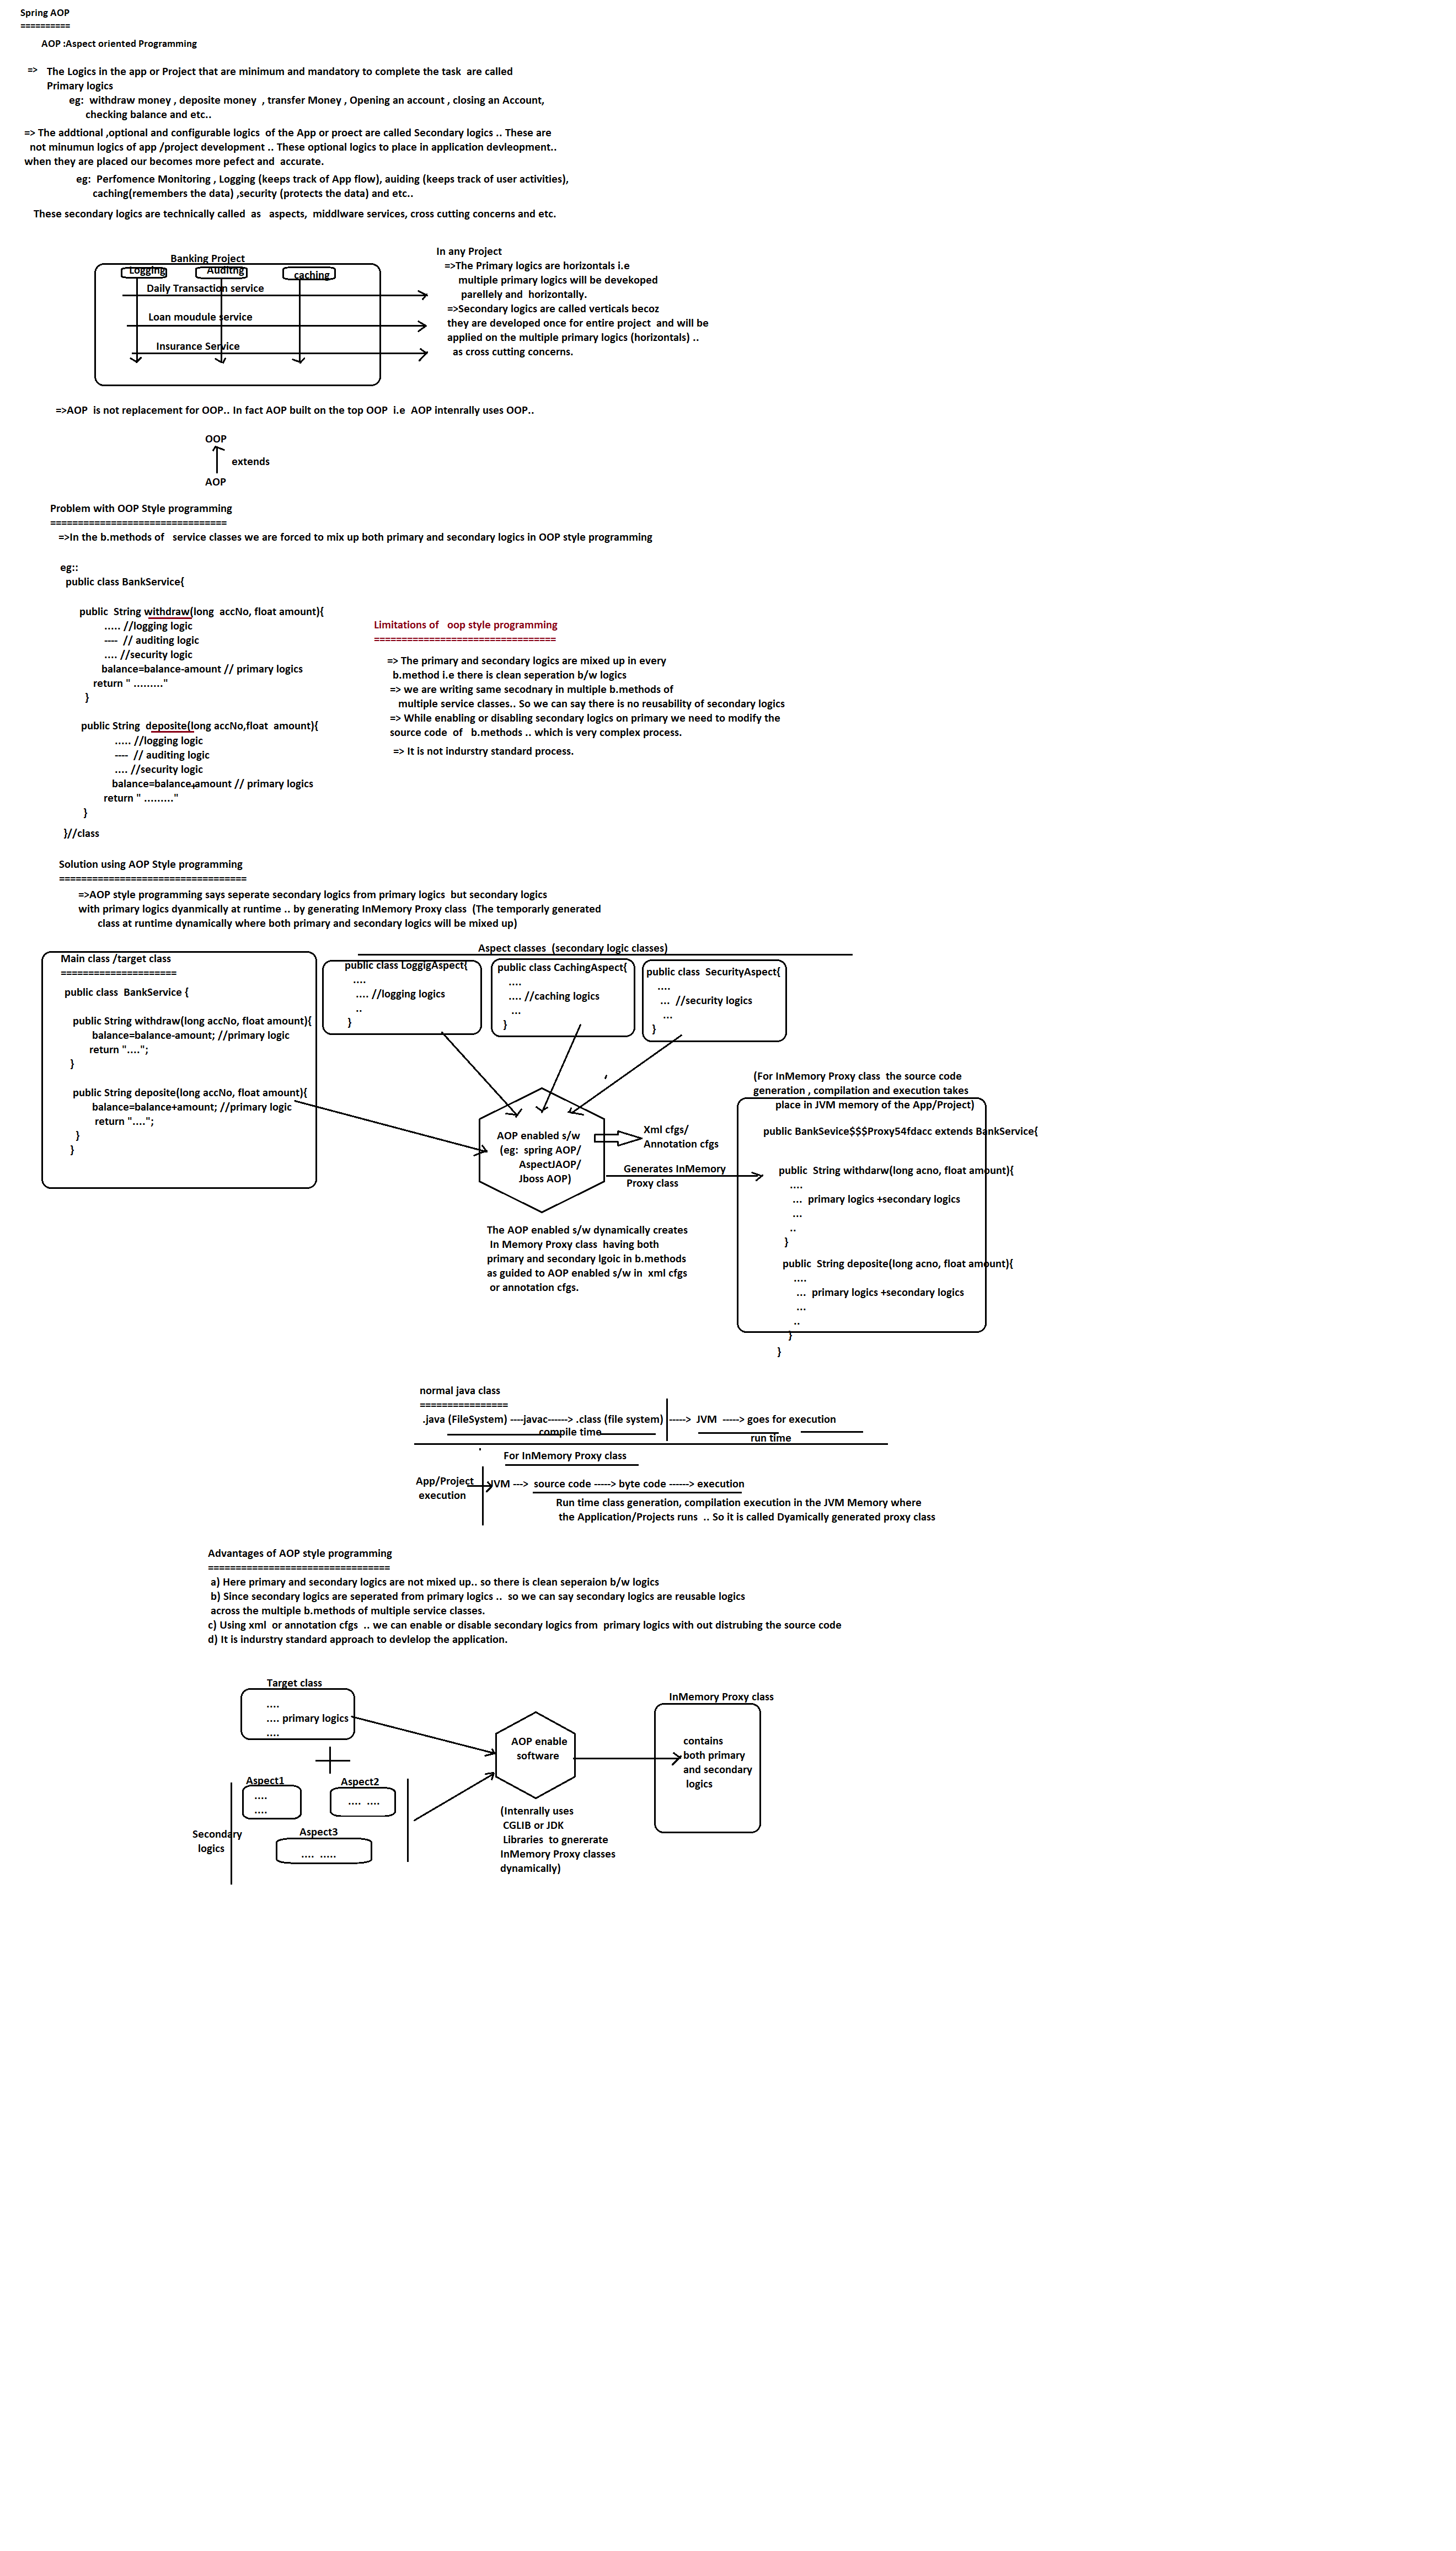 Spring AOP
==========
AOP :Aspect oriented Programming
=> The Logics in the app or Project that are minimum and mandatory to complete the task are called
Primary logics
eg: withdraw money , deposite money , transfer Money , Opening an account , closing an Account,
checking balance and etc..
=> The addtional ,optional and configurable logics of the App or proect are called Secondary logics .. These are
not minumun logics of app /project development .. These optional logics to place in application devleopment..
when they are placed our becomes more pefect and accurate.
eg: Perfomence Monitoring , Logging (keeps track of App flow), auiding (keeps track of user activities),
caching(remembers the data) ,security (protects the data) and etc..
These secondary logics are technically called as aspects, middlware services, cross cutting concerns and etc.
Banking Project
Logging Auditng caching
Daily Transaction service
Loan moudule service
Insurance Service
In any Project
=>The Primary logics are horizontals i.e
multiple primary logics will be devekoped
parellely and horizontally.
=>Secondary logics are called verticals becoz
they are developed once for entire project and will be
applied on the multiple primary logics (horizontals) ..
as cross cutting concerns.
=>AOP is not replacement for OOP.. In fact AOP built on the top OOP i.e AOP intenrally uses OOP..
OOP
extends
AOP
Problem with OOP Style programming
================================
=>In the b.methods of service classes we are forced to mix up both primary and secondary logics in OOP style programming
eg::
public class BankService{
public String withdraw(long accNo, float amount){
..... //logging logic
---- // auditing logic
.... //security logic
balance=balance-amount // primary logics
return " ........."
}
public String deposite(long accNo,float amount){
..... //logging logic
---- // auditing logic
.... //security logic
balance=balance+amount // primary logics
return " ........."
}
}//class
Limitations of oop style programming
=================================
=> The primary and secondary logics are mixed up in every
b.method i.e there is clean seperation b/w logics
=> we are writing same secodnary in multiple b.methods of
multiple service classes.. So we can say there is no reusability of secondary logics
=> While enabling or disabling secondary logics on primary we need to modify the
source code of b.methods .. which is very complex process.
=> It is not indurstry standard process.
Solution using AOP Style programming
==================================
=>AOP style programming says seperate secondary logics from primary logics but secondary logics
with primary logics dyanmically at runtime .. by generating InMemory Proxy class (The temporarly generated
class at runtime dynamically where both primary and secondary logics will be mixed up)
Main class /target class
=====================
public class BankService {
public String withdraw(long accNo, float amount){
balance=balance-amount; //primary logic
return "....";
}
public String deposite(long accNo, float amount){
balance=balance+amount; //primary logic
return "....";
}
}
Aspect classes (secondary logic classes)
public class LoggigAspect{
....
.... //logging logics
..
}
public class CachingAspect{
....
.... //caching logics
...
}
public class SecurityAspect{
....
... //security logics
...
}
AOP enabled s/w
(eg: spring AOP/
AspectJAOP/
Jboss AOP)
Xml cfgs/
Annotation cfgs
Generates InMemory
Proxy class
The AOP enabled s/w dynamically creates
In Memory Proxy class having both
primary and secondary lgoic in b.methods
as guided to AOP enabled s/w in xml cfgs
or annotation cfgs.
(For InMemory Proxy class the source code
generation , compilation and execution takes
place in JVM memory of the App/Project)
public BankSevice$$$Proxy54fdacc extends BankService{
public String withdarw(long acno, float amount){
....
... primary logics +secondary logics
...
..
}
public String deposite(long acno, float amount){
....
... primary logics +secondary logics
...
..
}
}
normal java class
================
.java (FileSystem) ----javac------> .class (file system) -----> JVM -----> goes for execution
compile time
run time
For InMemory Proxy class
App/Project
execution
JVM ---> source code -----> byte code ------> execution
Run time class generation, compilation execution in the JVM Memory where
the Application/Projects runs .. So it is called Dyamically generated proxy class
Advantages of AOP style programming
=================================
a) Here primary and secondary logics are not mixed up.. so there is clean seperaion b/w logics
b) Since secondary logics are seperated from primary logics .. so we can say secondary logics are reusable logics
across the multiple b.methods of multiple service classes.
c) Using xml or annotation cfgs .. we can enable or disable secondary logics from primary logics with out distrubing the source code
d) It is indurstry standard approach to devlelop the application.
Target class
....
.... primary logics
....
Aspect1
....
....
Aspect2
.... ....
Aspect3
.... .....
Secondary
logics
AOP enable
software
(Intenrally uses
CGLIB or JDK
Libraries to gnererate
InMemory Proxy classes
dynamically)
InMemory Proxy class
contains
both primary
and secondary
logics